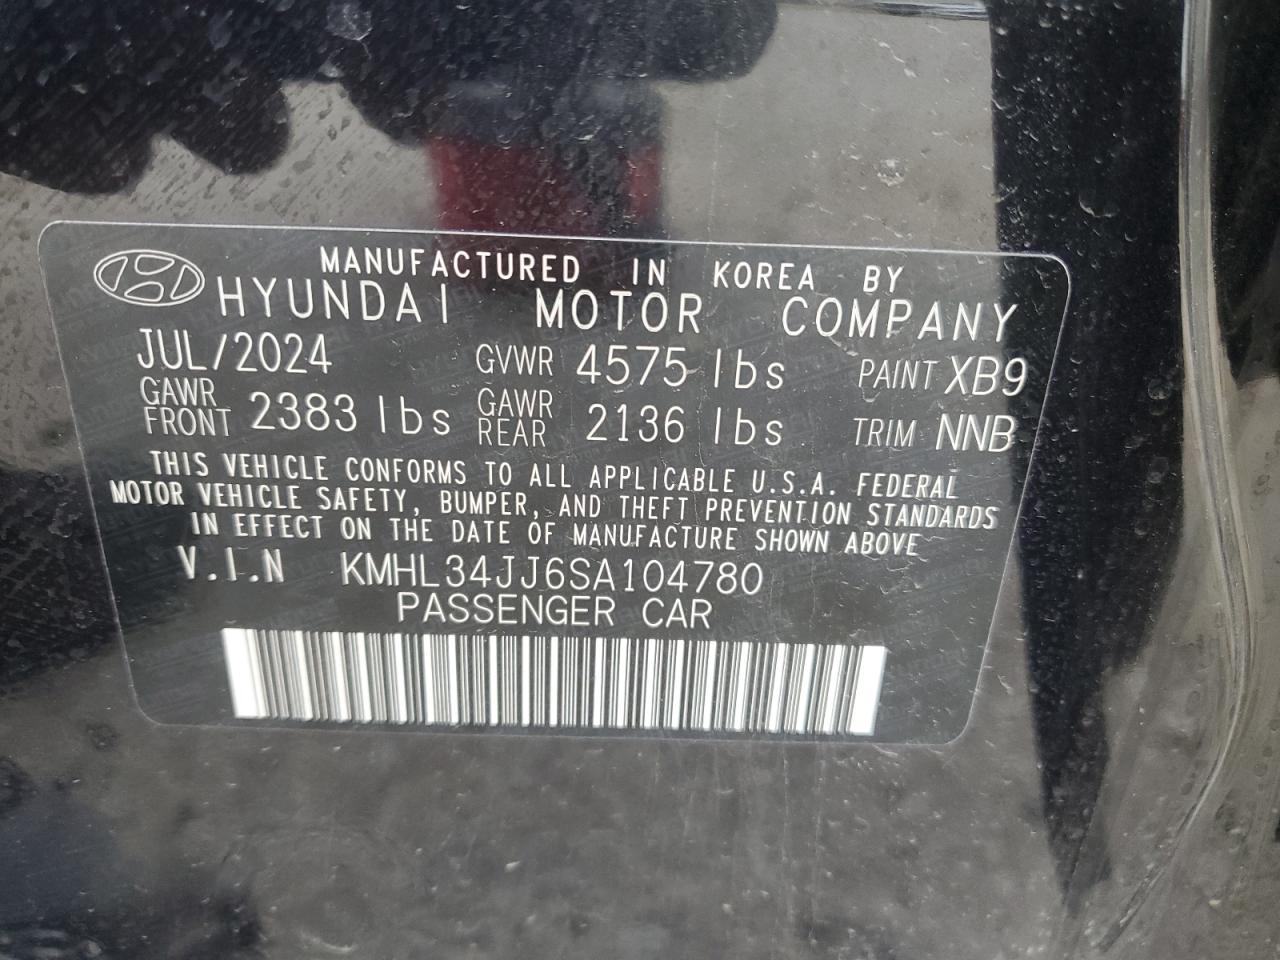 MANUFACTURED IN KOREA BY
HYUNDAI MOTOR COMPANY
JUL/2024 GVWR 4575 lbs PAINT XB9
GAWR FRONT 2383 lbs GAWR REAR 2136 lbs TRIM NNB
THIS VEHICLE CONFORMS TO ALL APPLICABLE U.S.A. FEDERAL
MOTOR VEHICLE SAFETY, BUMPER, AND THEFT PREVENTION STANDARDS
IN EFFECT ON THE DATE OF MANUFACTURE SHOWN ABOVE
V.I.N KMHL34JJ6SA104780
PASSENGER CAR